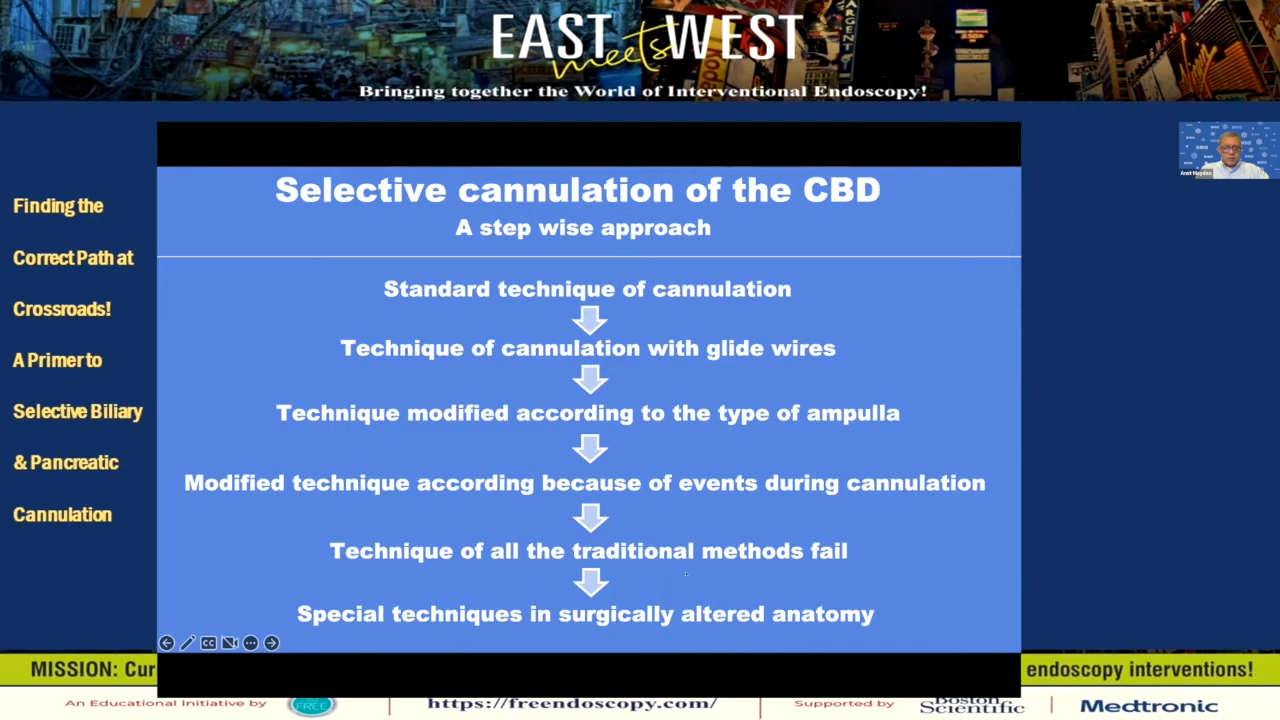 EAST meets WEST
Bringing together the World of Interventional Endoscopy!
Amit Maydeo
Finding the
Correct Path at
Crossroads!
A Primer to
Selective Biliary
& Pancreatic
Cannulation
Selective cannulation of the CBD
A step wise approach
Standard technique of cannulation
Technique of cannulation with glide wires
Technique modified according to the type of ampulla
Modified technique according because of events during cannulation
Technique of all the traditional methods fail
Special techniques in surgically altered anatomy
CC
MISSION: Cur
endoscopy interventions!
An Educational Initiative by
FREE
https://freendoscopy.com/
Supported by
Boston
Scientific
Medtronic